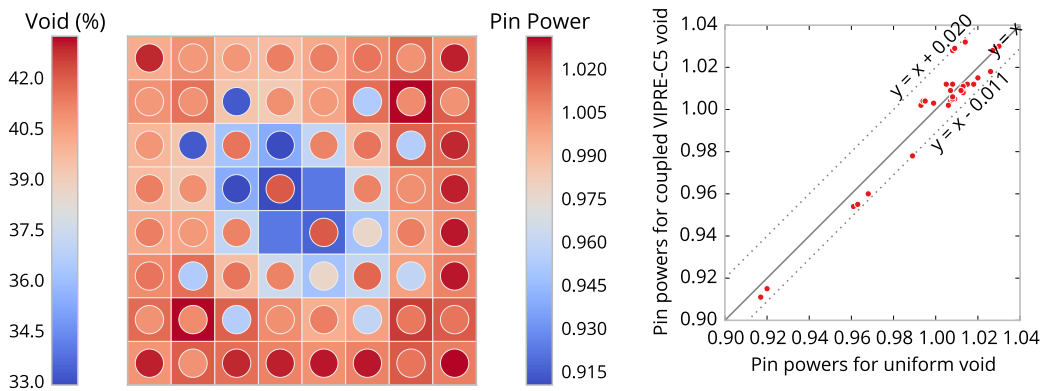 Void (%)
42.0
40.5
39.0
37.5
36.0
34.5
33.0
Pin Power
1.020
1.005
0.990
0.975
0.960
0.945
0.930
0.915
Pin powers for coupled VIPRE-C5 void
1.04
1.02
1.00
0.98
0.96
0.94
0.92
0.90
y = x + 0.020
y = x
y = x - 0.011
0.90 0.92 0.94 0.96 0.98 1.00 1.02 1.04
Pin powers for uniform void